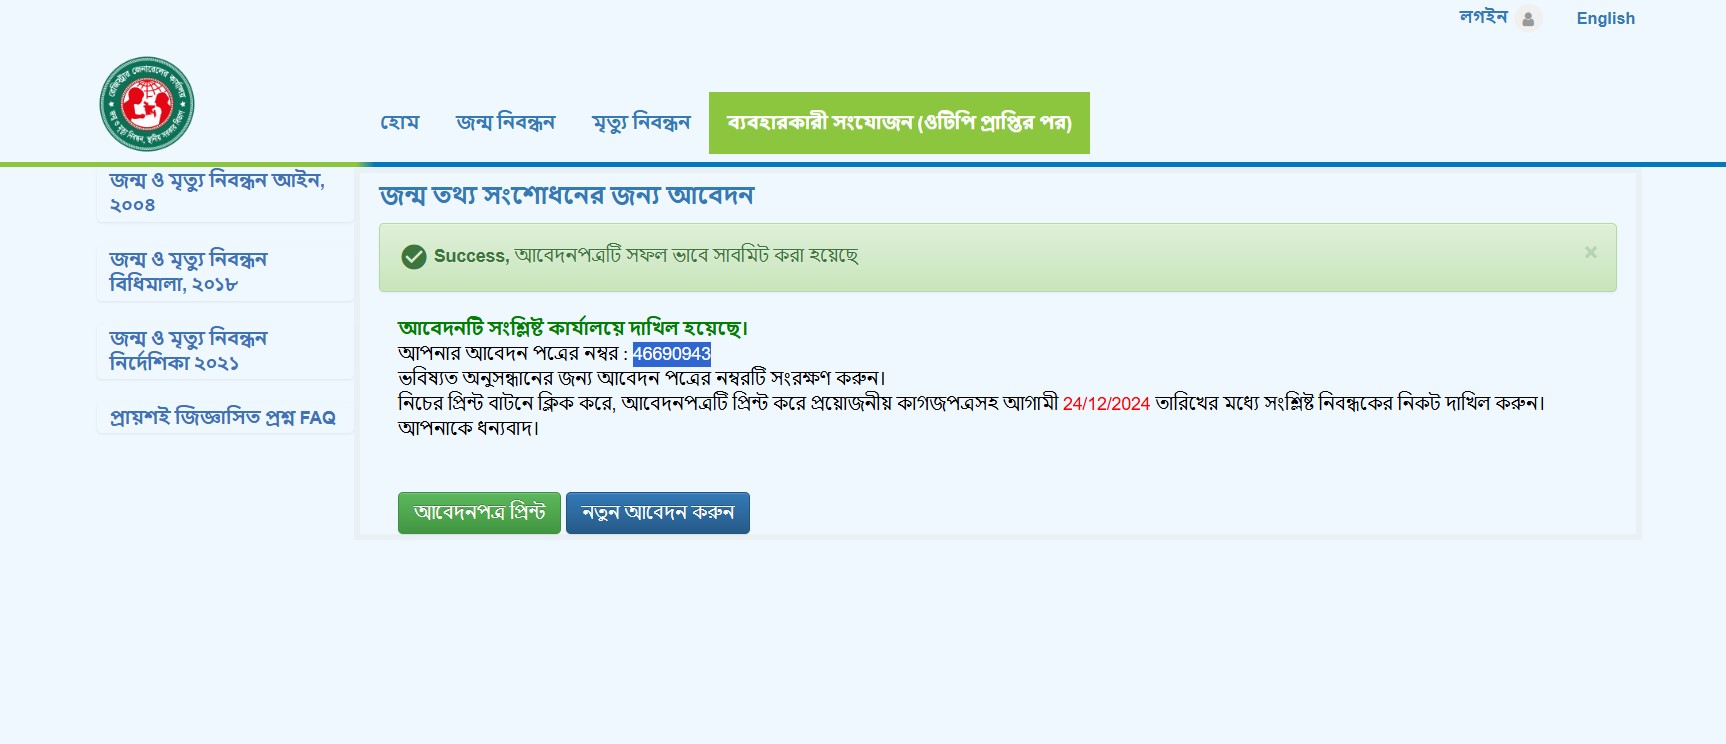 লগইন English
হোম জন্ম নিবন্ধন মৃত্যু নিবন্ধন ব্যবহারকারী সংযোজন (ওটিপি প্রাপ্তির পর)
জন্ম ও মৃত্যু নিবন্ধন আইন,
২০০৪
জন্ম ও মৃত্যু নিবন্ধন
বিধিমালা, ২০১৮
জন্ম ও মৃত্যু নিবন্ধন
নির্দেশিকা ২০২১
প্রায়শই জিজ্ঞাসিত প্রশ্ন FAQ
জন্ম তথ্য সংশোধনের জন্য আবেদন
Success, আবেদনপত্রটি সফল ভাবে সাবমিট করা হয়েছে ×
আবেদনটি সংশ্লিষ্ট কার্যালয়ে দাখিল হয়েছে।
আপনার আবেদন পত্রের নম্বর : 46690943
ভবিষ্যত অনুসন্ধানের জন্য আবেদন পত্রের নম্বরটি সংরক্ষণ করুন।
নিচের প্রিন্ট বাটনে ক্লিক করে, আবেদনপত্রটি প্রিন্ট করে প্রয়োজনীয় কাগজপত্রসহ আগামী 24/12/2024 তারিখের মধ্যে সংশ্লিষ্ট নিবন্ধকের নিকট দাখিল করুন।
আপনাকে ধন্যবাদ।
আবেদনপত্র প্রিন্ট নতুন আবেদন করুন